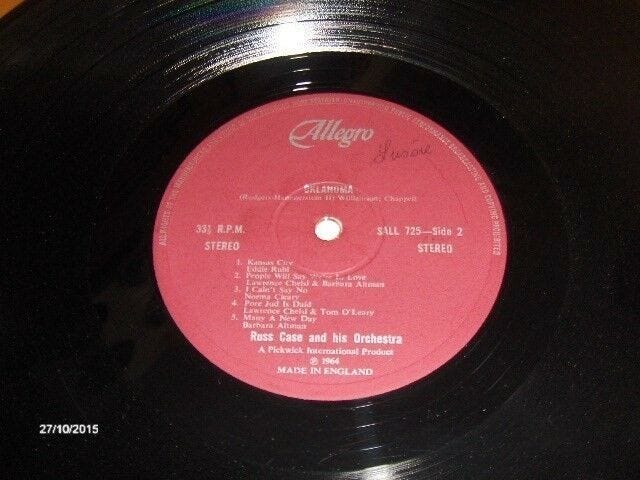 Allegro
OKLAHOMA
(Rodgers-Hammerstein II) Williamson; Chappell
33⅓ R.P.M.
STEREO
SALL 725—Side 2
STEREO
1. Kansas City
Eddie Ruhl
2. People Will Say We're In Love
Lawrence Chelsi & Barbara Altman
3. I Cain't Say No
Norma Cleary
4. Pore Jud Is Daid
Lawrence Chelsi & Tom O'Leary
5. Many A New Day
Barbara Altman
Russ Case and his Orchestra
A Pickwick International Product
℗ 1964
MADE IN ENGLAND
27/10/2015